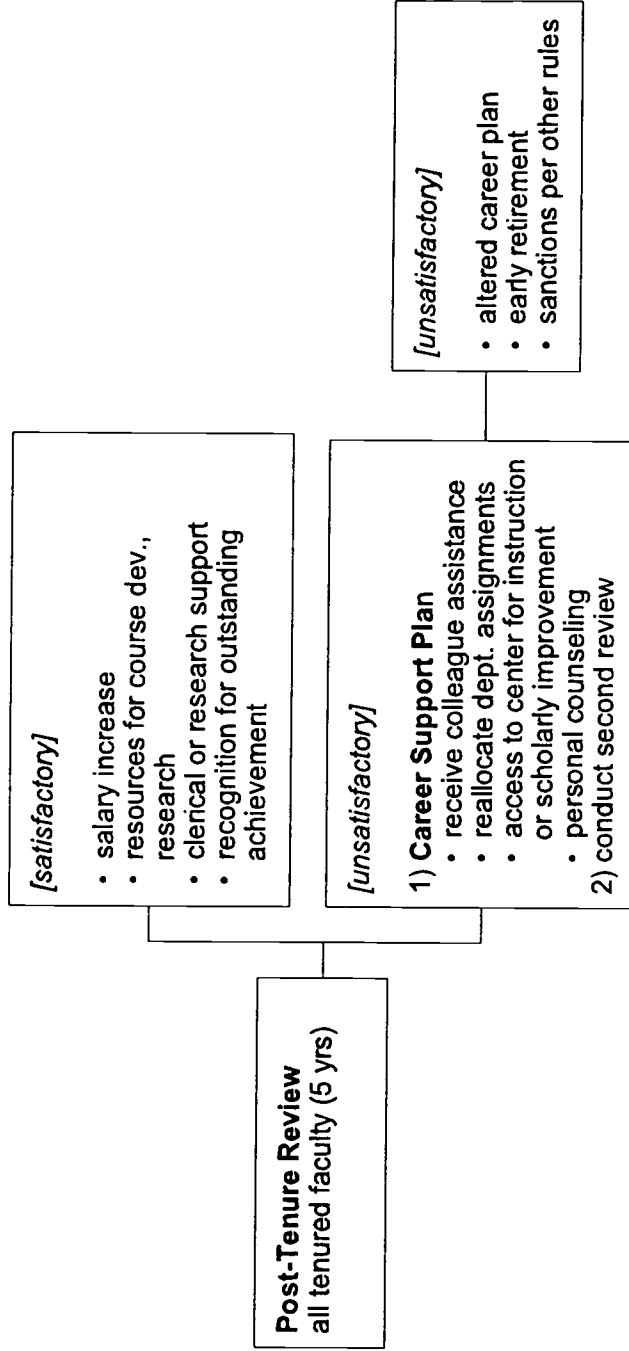 Post-Tenure Review
all tenured faculty (5 yrs)
[satisfactory]
• salary increase
• resources for course dev.,
research
• clerical or research support
• recognition for outstanding
achievement
[unsatisfactory]
1) Career Support Plan
• receive colleague assistance
• reallocate dept. assignments
• access to center for instruction
or scholarly improvement
• personal counseling
2) conduct second review
[unsatisfactory]
• altered career plan
• early retirement
• sanctions per other rules